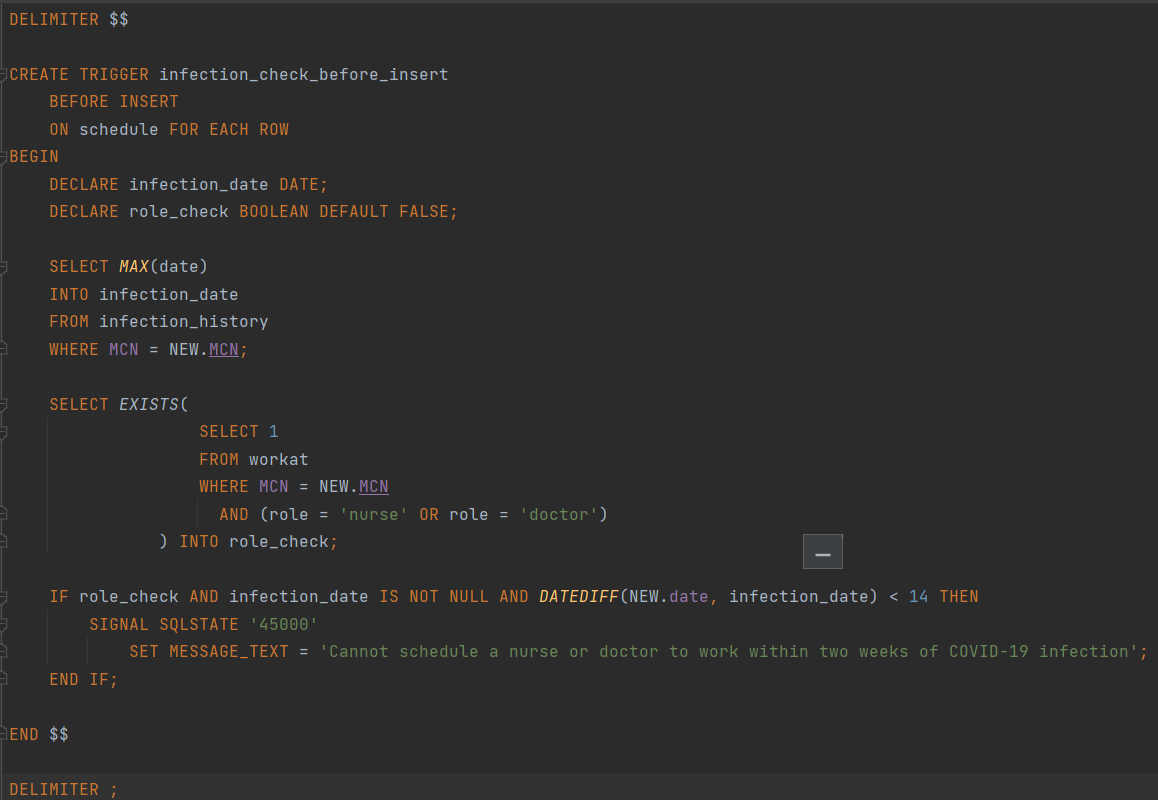 DELIMITER $$
CREATE TRIGGER infection_check_before_insert
BEFORE INSERT
ON schedule FOR EACH ROW
BEGIN
DECLARE infection_date DATE;
DECLARE role_check BOOLEAN DEFAULT FALSE;
SELECT MAX(date)
INTO infection_date
FROM infection_history
WHERE MCN = NEW.MCN;
SELECT EXISTS(
SELECT 1
FROM workat
WHERE MCN = NEW.MCN
AND (role = 'nurse' OR role = 'doctor')
) INTO role_check;
IF role_check AND infection_date IS NOT NULL AND DATEDIFF(NEW.date, infection_date) < 14 THEN
SIGNAL SQLSTATE '45000'
SET MESSAGE_TEXT = 'Cannot schedule a nurse or doctor to work within two weeks of COVID-19 infection';
END IF;
END $$
DELIMITER ;